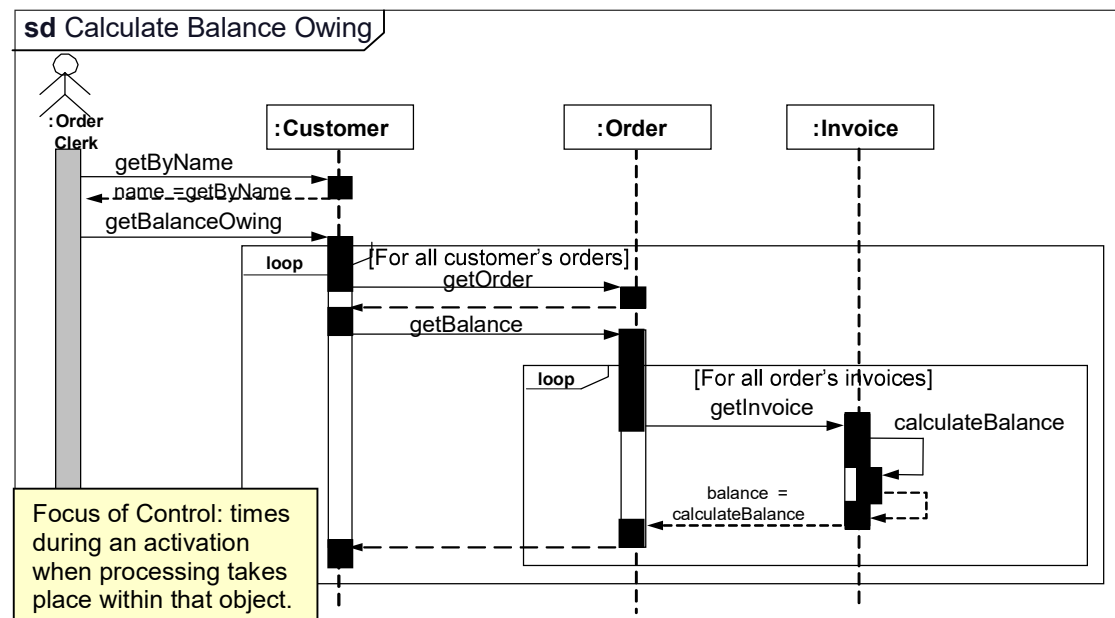 sd Calculate Balance Owing
:Order
Clerk
:Customer
:Order
:Invoice
getByName
name =getByName
getBalanceOwing
loop
[For all customer's orders]
getOrder
getBalance
loop
[For all order's invoices]
getInvoice
calculateBalance
balance =
calculateBalance
Focus of Control: times
during an activation
when processing takes
place within that object.